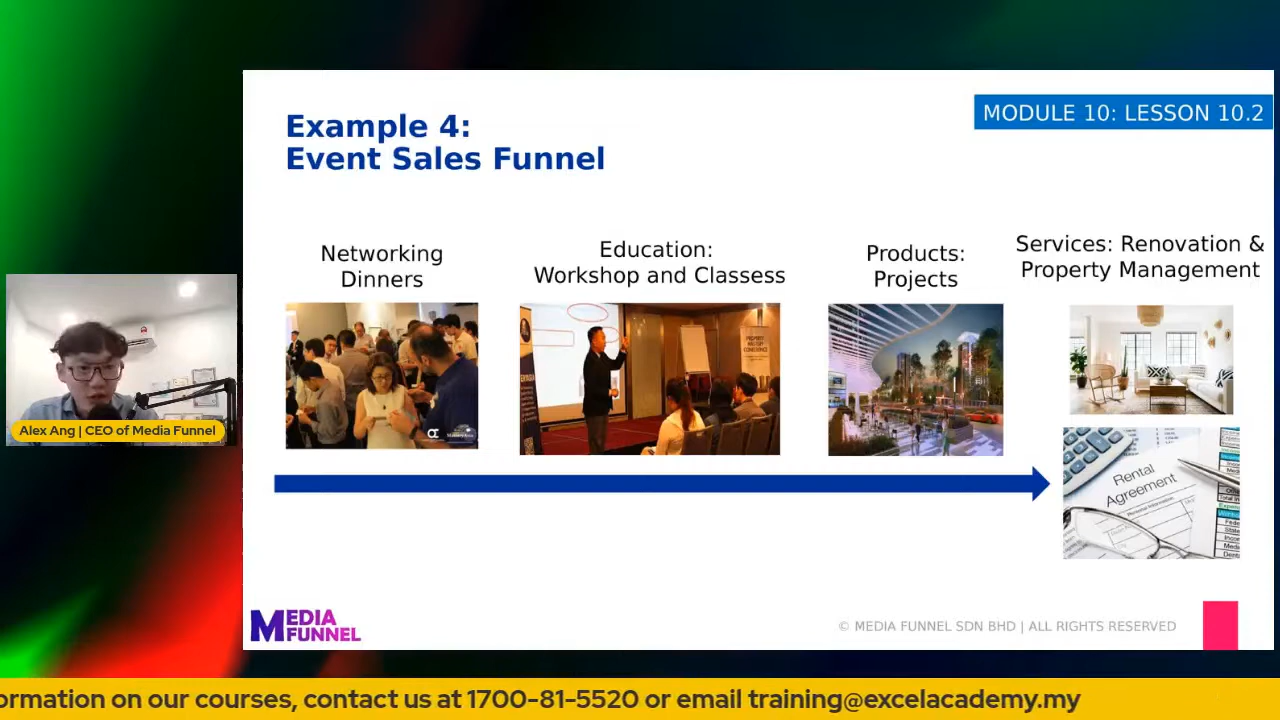 MODULE 10: LESSON 10.2
Example 4:
Event Sales Funnel
Networking
Dinners
Education:
Workshop and Classess
Products:
Projects
Services: Renovation &
Property Management
Rental
Agreement
Alex Ang | CEO of Media Funnel
MEDIA
FUNNEL
© MEDIA FUNNEL SDN BHD | ALL RIGHTS RESERVED
ormation on our courses, contact us at 1700-81-5520 or email training@excelacademy.my